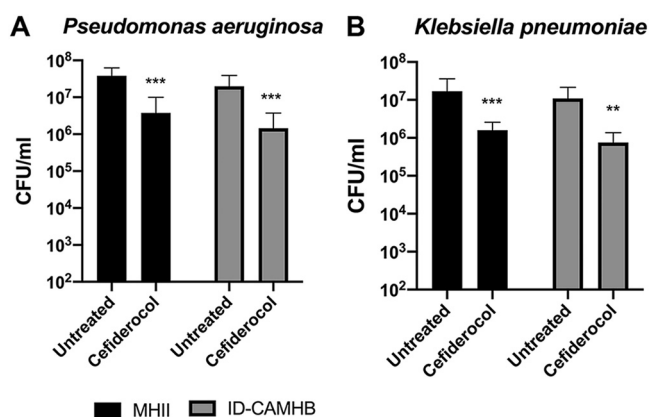 A Pseudomonas aeruginosa
B Klebsiella pneumoniae
CFU/ml
10⁸
10⁷
10⁶
10⁵
10⁴
10³
10²
***
***
Untreated
Cefiderocol
Untreated
Cefiderocol
CFU/ml
10⁸
10⁷
10⁶
10⁵
10⁴
10³
10²
***
**
Untreated
Cefiderocol
Untreated
Cefiderocol
MHII ID-CAMHB